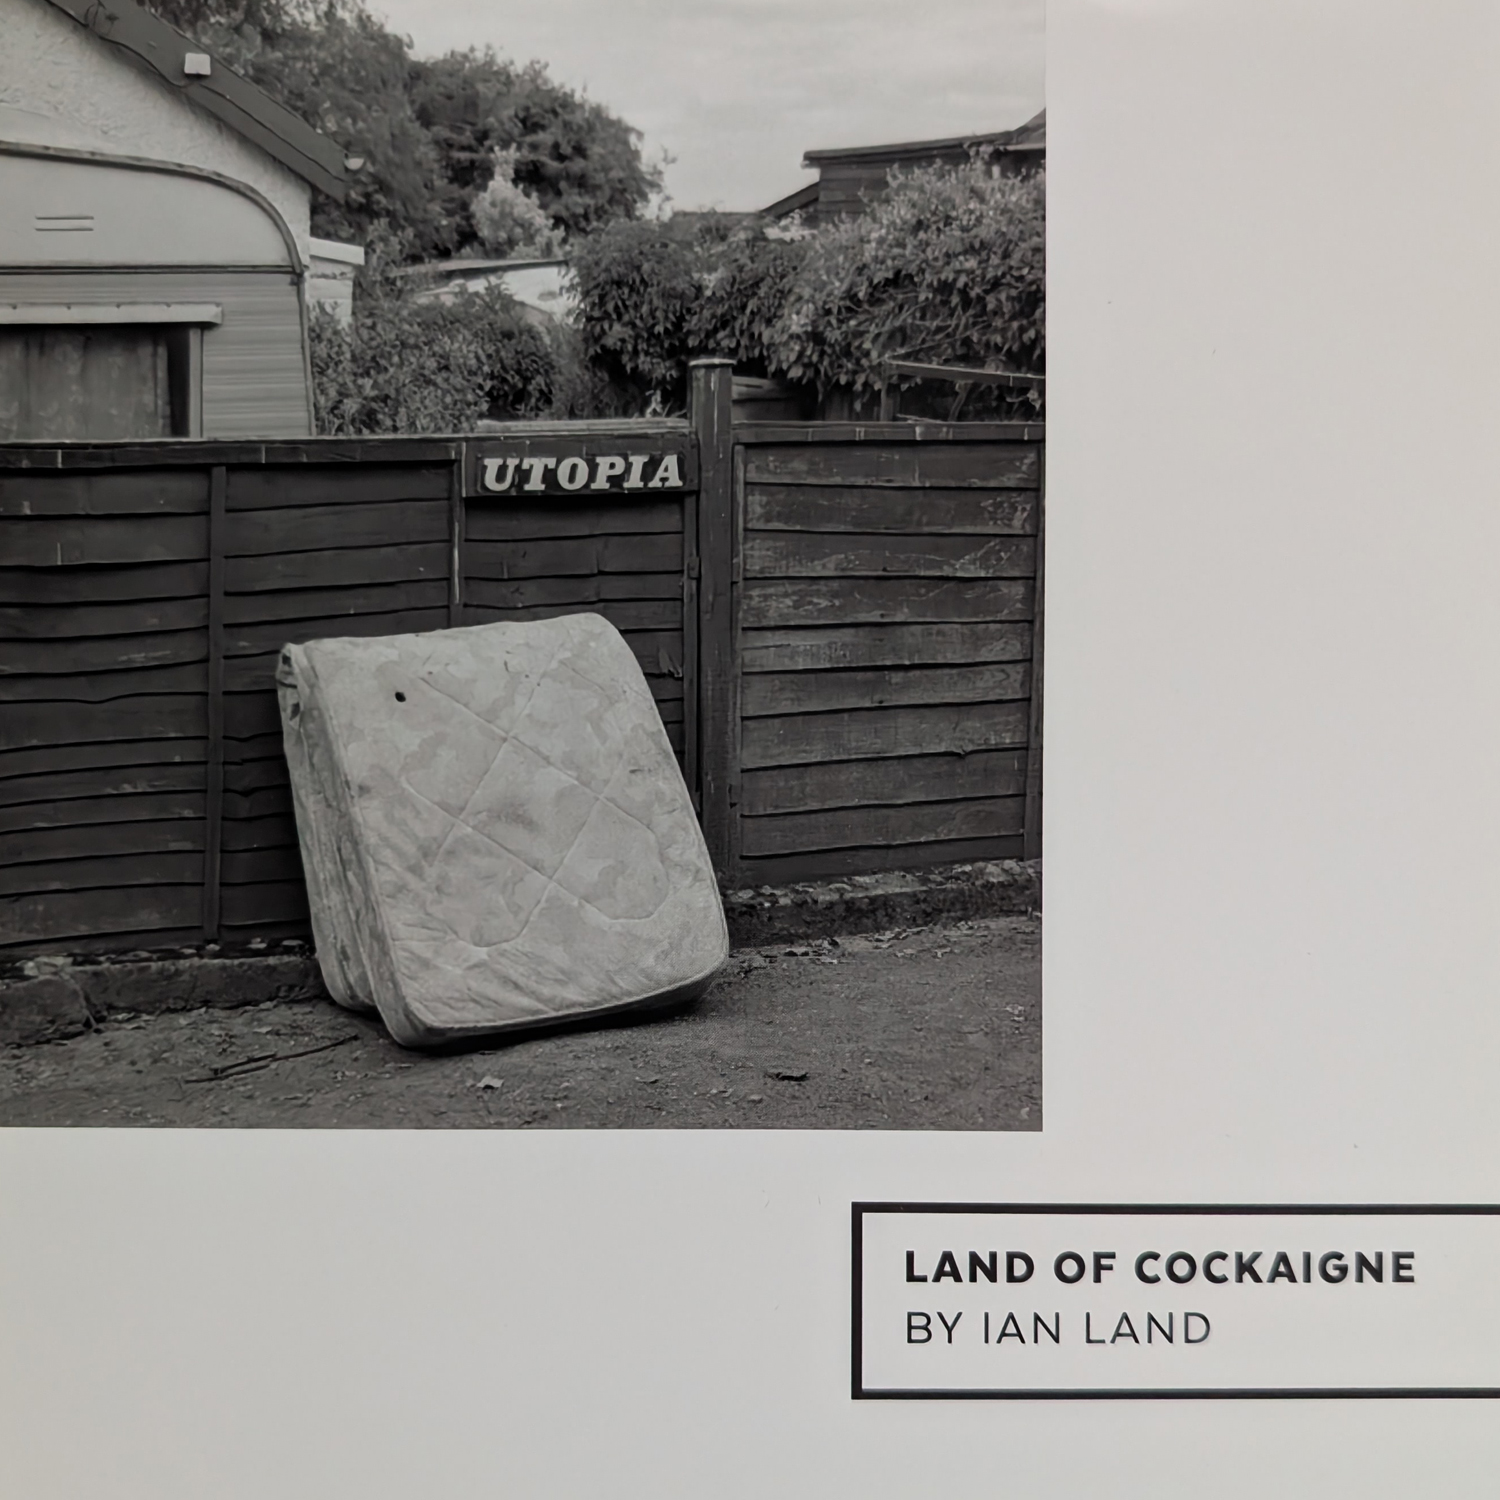 UTOPIA
LAND OF COCKAIGNE
BY IAN LAND